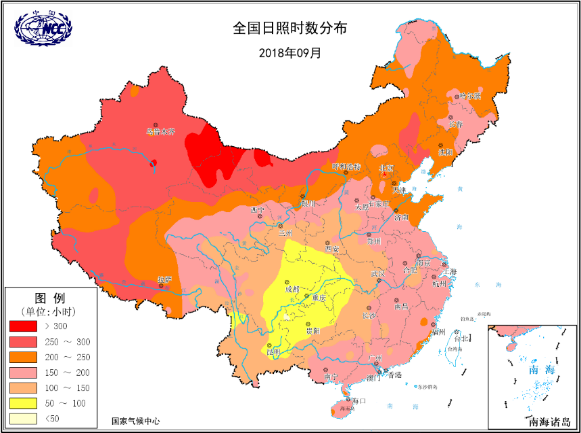 中国
NCC
全国日照时数分布
2018年09月
乌鲁木齐
哈尔滨
长春
沈阳
呼和浩特
北京
天津
银川
太原
石家庄
济南
西宁
兰州
郑州
西安
拉萨
成都
重庆
武汉
合肥
南京
上海
杭州
南昌
长沙
贵阳
福州
台北
昆明
广州
南宁
香港
澳门
海口
图 例
(单位:小时)
> 300
250 ~ 300
200 ~ 250
150 ~ 200
100 ~ 150
50 ~ 100
<50
国家气候中心
南 海
南海诸岛